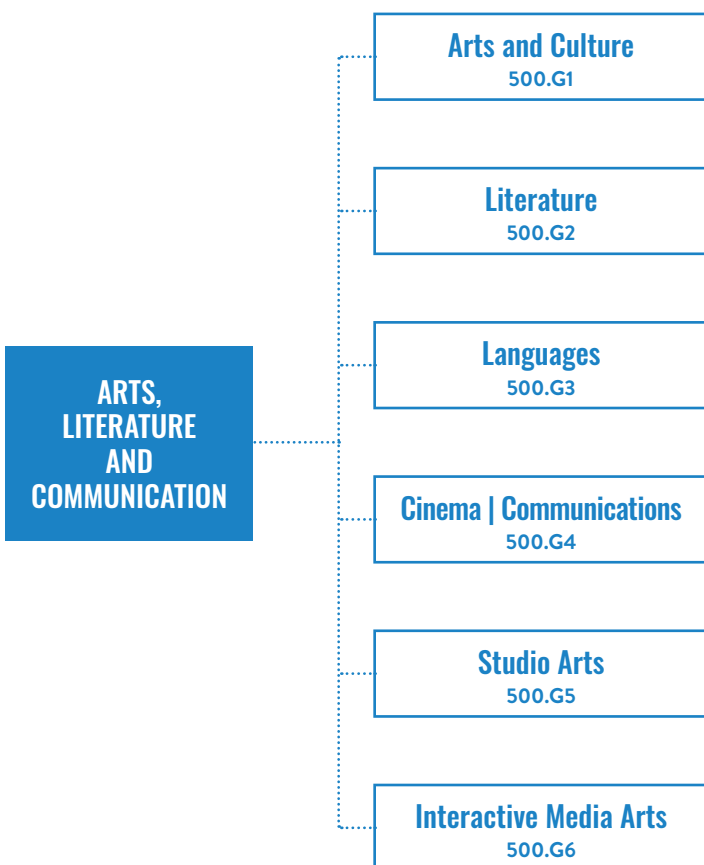 Arts and Culture
500.G1
Literature
500.G2
Languages
500.G3
ARTS,
LITERATURE
AND
COMMUNICATION
Cinema | Communications
500.G4
Studio Arts
500.G5
Interactive Media Arts
500.G6